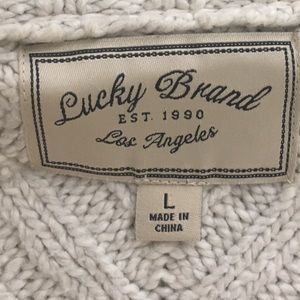 Lucky Brand
EST. 1990
Los Angeles
L
MADE IN
CHINA